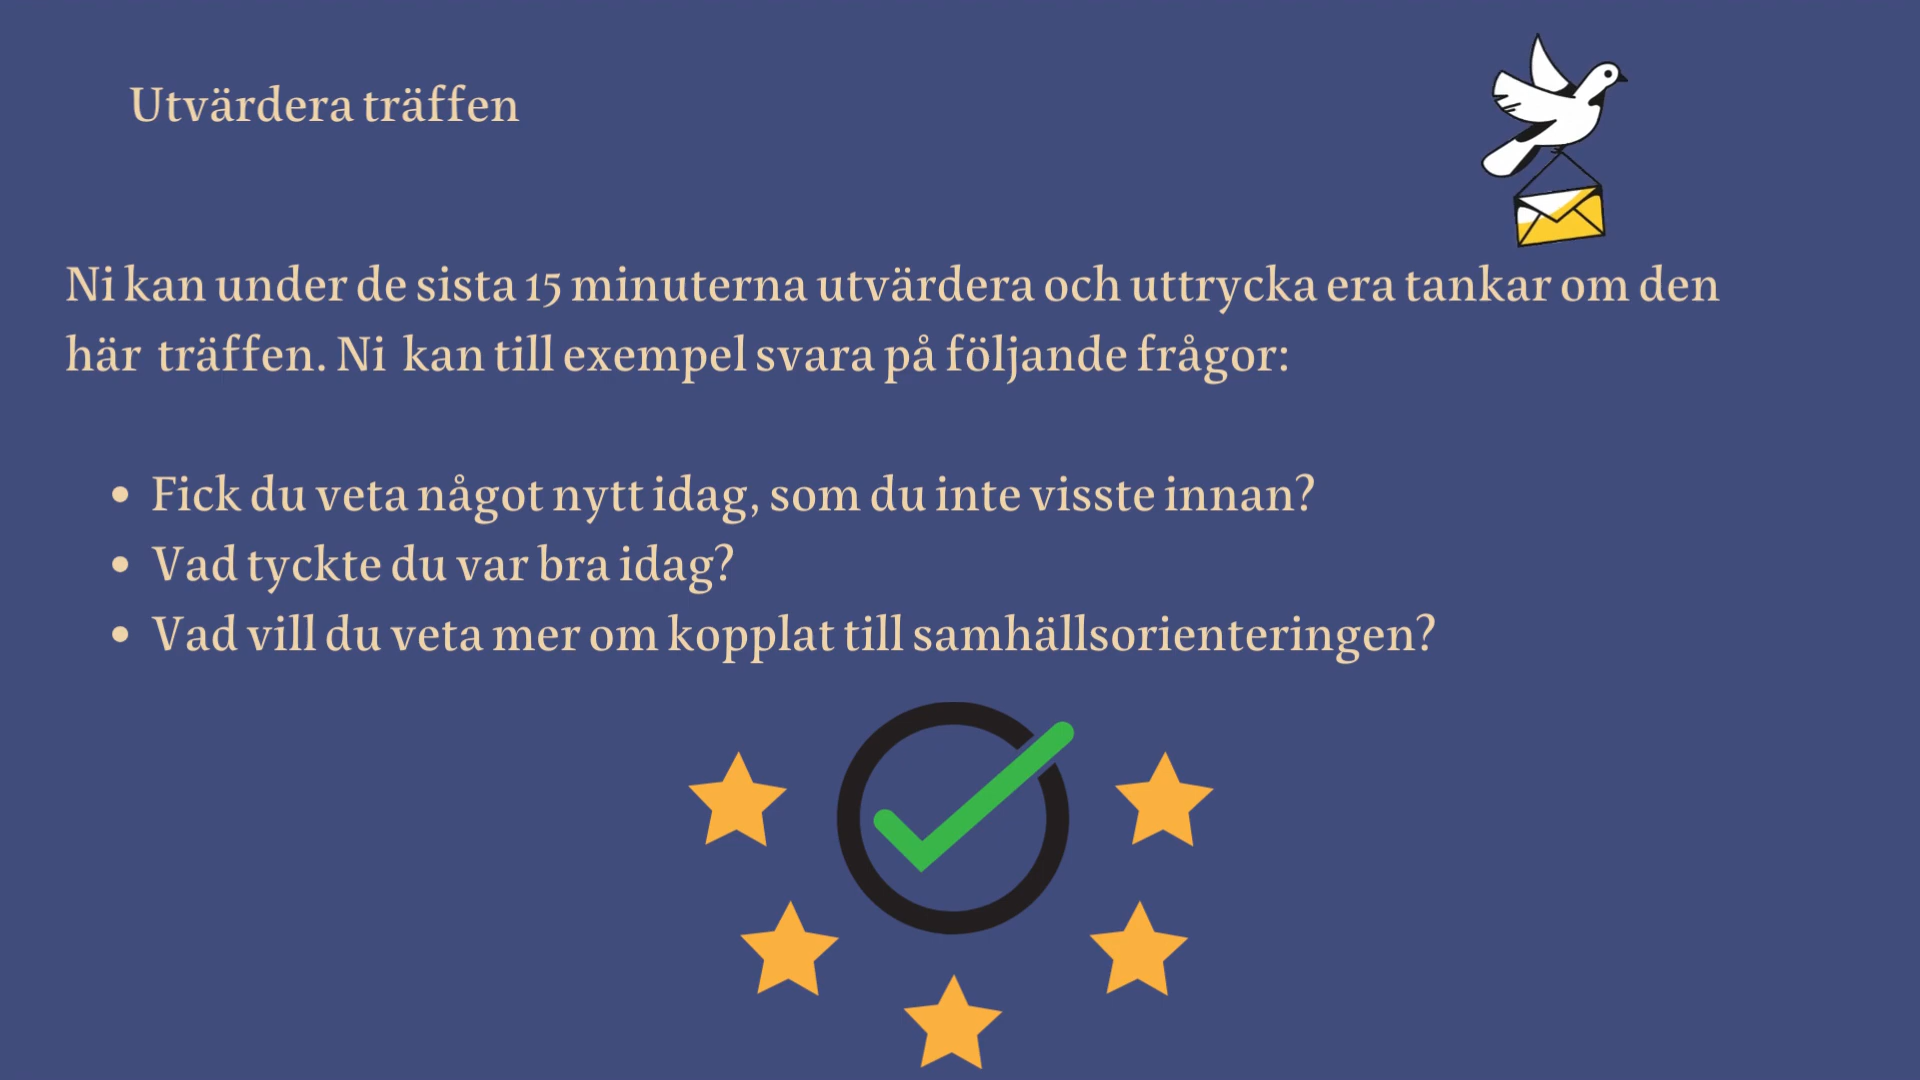 Utvärdera träffen
Ni kan under de sista 15 minuterna utvärdera och uttrycka era tankar om den
här träffen. Ni kan till exempel svara på följande frågor:
• Fick du veta något nytt idag, som du inte visste innan?
• Vad tyckte du var bra idag?
• Vad vill du veta mer om kopplat till samhällsorienteringen?